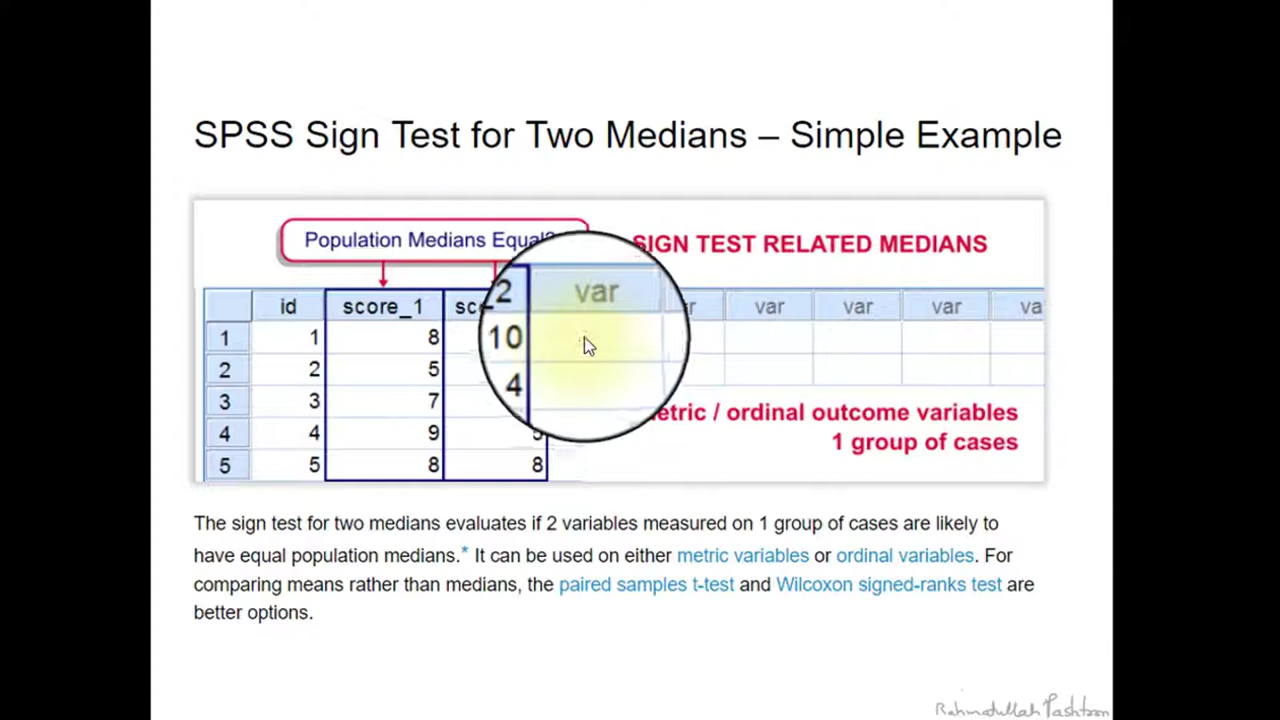 SPSS Sign Test for Two Medians – Simple Example
Population Medians Equal?
SIGN TEST RELATED MEDIANS
id score_1 2 var var var var
1 1 8 10
2 2 5 4
3 3 7
4 4 9 5
5 5 8 8
metric / ordinal outcome variables
1 group of cases
The sign test for two medians evaluates if 2 variables measured on 1 group of cases are likely to
have equal population medians.* It can be used on either metric variables or ordinal variables. For
comparing means rather than medians, the paired samples t-test and Wilcoxon signed-ranks test are
better options.
Rahmatullah Pashtoon